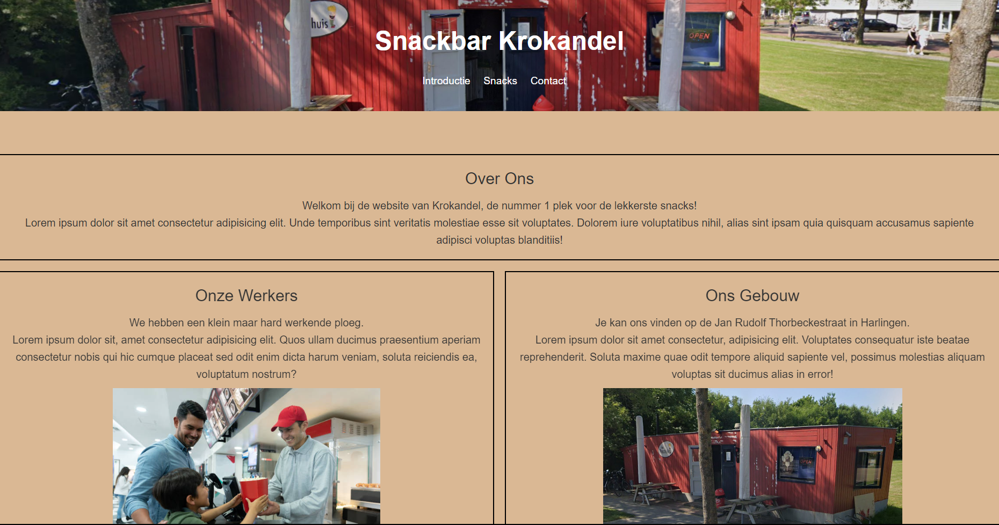 huis
OPEN
Snackbar Krokandel
Introductie Snacks Contact
Over Ons
Welkom bij de website van Krokandel, de nummer 1 plek voor de lekkerste snacks!
Lorem ipsum dolor sit amet consectetur adipisicing elit. Unde temporibus sint veritatis molestiae esse sit voluptates. Dolorem iure voluptatibus nihil, alias sint ipsam quia quisquam accusamus sapiente
adipisci voluptas blanditiis!
Onze Werkers
We hebben een klein maar hard werkende ploeg.
Lorem ipsum dolor sit, amet consectetur adipisicing elit. Quos ullam ducimus praesentium aperiam
consectetur nobis qui hic cumque placeat sed odit enim dicta harum veniam, soluta reiciendis ea,
voluptatum nostrum?
Ons Gebouw
Je kan ons vinden op de Jan Rudolf Thorbeckestraat in Harlingen.
Lorem ipsum dolor sit amet consectetur, adipisicing elit. Voluptates consequatur iste beatae
reprehenderit. Soluta maxime quae odit tempore aliquid sapiente vel, possimus molestias aliquam
voluptas sit ducimus alias in error!
OPEN